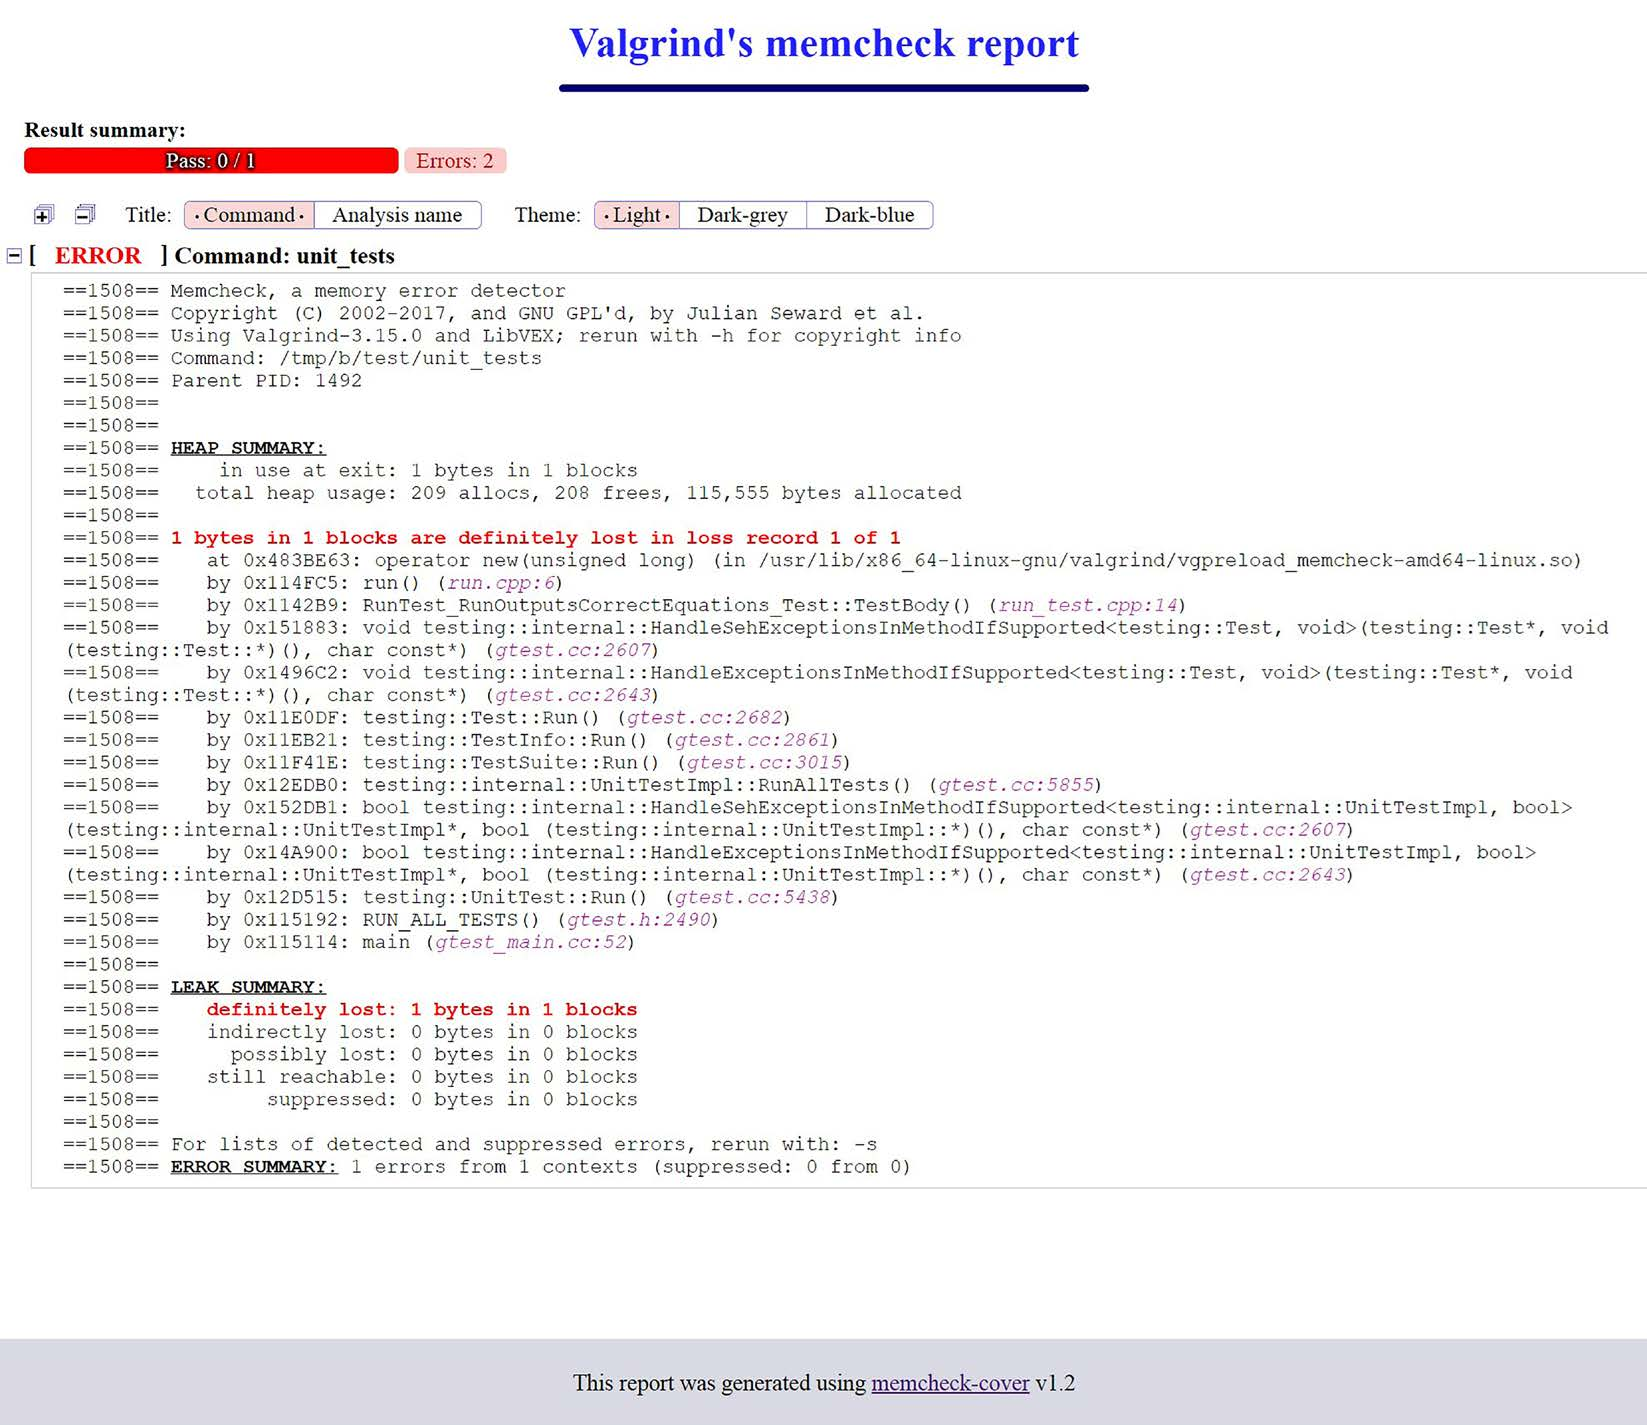 Valgrind's memcheck report
Result summary:
Pass: 0 / 1 Errors: 2
Title: • Command • Analysis name Theme: • Light • Dark-grey Dark-blue
[ ERROR ] Command: unit_tests
==1508== Memcheck, a memory error detector
==1508== Copyright (C) 2002-2017, and GNU GPL'd, by Julian Seward et al.
==1508== Using Valgrind-3.15.0 and LibVEX; rerun with -h for copyright info
==1508== Command: /tmp/b/test/unit_tests
==1508== Parent PID: 1492
==1508==
==1508==
==1508== HEAP SUMMARY:
==1508==     in use at exit: 1 bytes in 1 blocks
==1508==   total heap usage: 209 allocs, 208 frees, 115,555 bytes allocated
==1508==
==1508== 1 bytes in 1 blocks are definitely lost in loss record 1 of 1
==1508==    at 0x483BE63: operator new(unsigned long) (in /usr/lib/x86_64-linux-gnu/valgrind/vgpreload_memcheck-amd64-linux.so)
==1508==    by 0x114FC5: run() (run.cpp:6)
==1508==    by 0x1142B9: RunTest_RunOutputsCorrectEquations_Test::TestBody() (run_test.cpp:14)
==1508==    by 0x151883: void testing::internal::HandleSehExceptionsInMethodIfSupported<testing::Test, void>(testing::Test*, void
(testing::Test::*)(), char const*) (gtest.cc:2607)
==1508==    by 0x1496C2: void testing::internal::HandleExceptionsInMethodIfSupported<testing::Test, void>(testing::Test*, void
(testing::Test::*)(), char const*) (gtest.cc:2643)
==1508==    by 0x11E0DF: testing::Test::Run() (gtest.cc:2682)
==1508==    by 0x11EB21: testing::TestInfo::Run() (gtest.cc:2861)
==1508==    by 0x11F41E: testing::TestSuite::Run() (gtest.cc:3015)
==1508==    by 0x12EDB0: testing::internal::UnitTestImpl::RunAllTests() (gtest.cc:5855)
==1508==    by 0x152DB1: bool testing::internal::HandleSehExceptionsInMethodIfSupported<testing::internal::UnitTestImpl, bool>
(testing::internal::UnitTestImpl*, bool (testing::internal::UnitTestImpl::*)(), char const*) (gtest.cc:2607)
==1508==    by 0x14A900: bool testing::internal::HandleExceptionsInMethodIfSupported<testing::internal::UnitTestImpl, bool>
(testing::internal::UnitTestImpl*, bool (testing::internal::UnitTestImpl::*)(), char const*) (gtest.cc:2643)
==1508==    by 0x12D515: testing::UnitTest::Run() (gtest.cc:5438)
==1508==    by 0x115192: RUN_ALL_TESTS() (gtest.h:2490)
==1508==    by 0x115114: main (gtest_main.cc:52)
==1508==
==1508== LEAK SUMMARY:
==1508==    definitely lost: 1 bytes in 1 blocks
==1508==    indirectly lost: 0 bytes in 0 blocks
==1508==      possibly lost: 0 bytes in 0 blocks
==1508==    still reachable: 0 bytes in 0 blocks
==1508==         suppressed: 0 bytes in 0 blocks
==1508==
==1508== For lists of detected and suppressed errors, rerun with: -s
==1508== ERROR SUMMARY: 1 errors from 1 contexts (suppressed: 0 from 0)
This report was generated using memcheck-cover v1.2